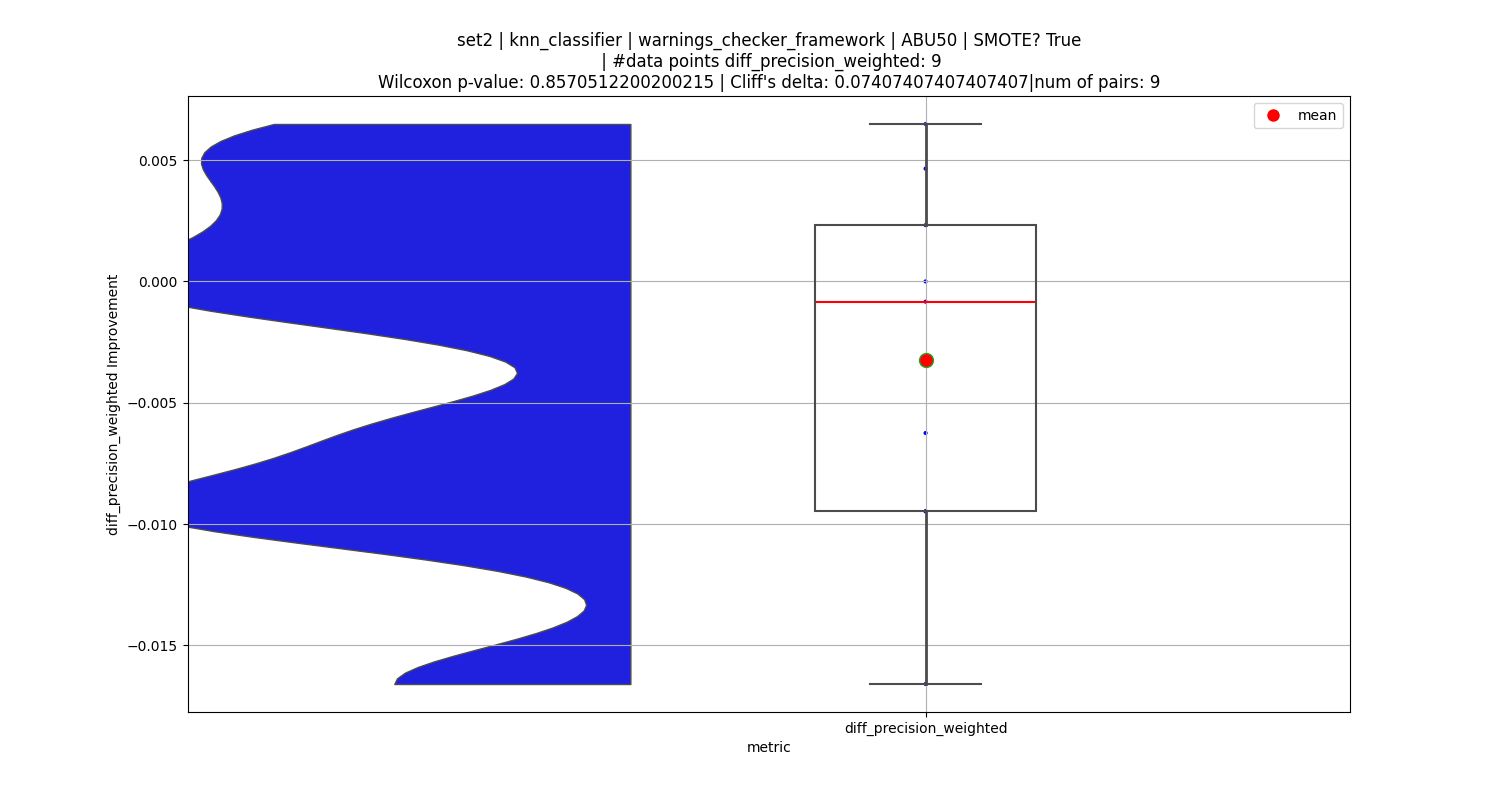 set2 | knn_classifier | warnings_checker_framework | ABU50 | SMOTE? True
| #data points diff_precision_weighted: 9
Wilcoxon p-value: 0.8570512200200215 | Cliff's delta: 0.07407407407407407|num of pairs: 9
mean
diff_precision_weighted Improvement
0.005
0.000
−0.005
−0.010
−0.015
diff_precision_weighted
metric